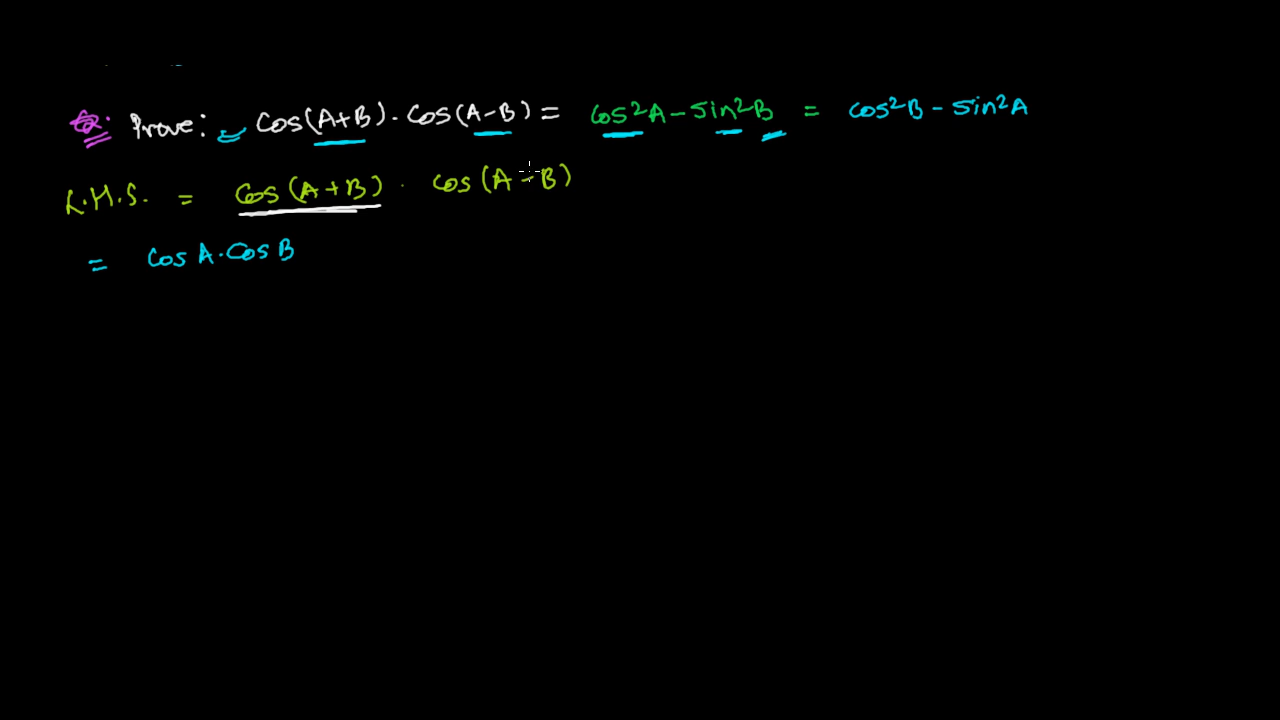 Q. Prove: cos(A+B). cos(A-B) = cos²A - sin²B = cos²B - sin²A
L.H.S. = cos(A+B) . cos(A-B)
= cos A. cos B